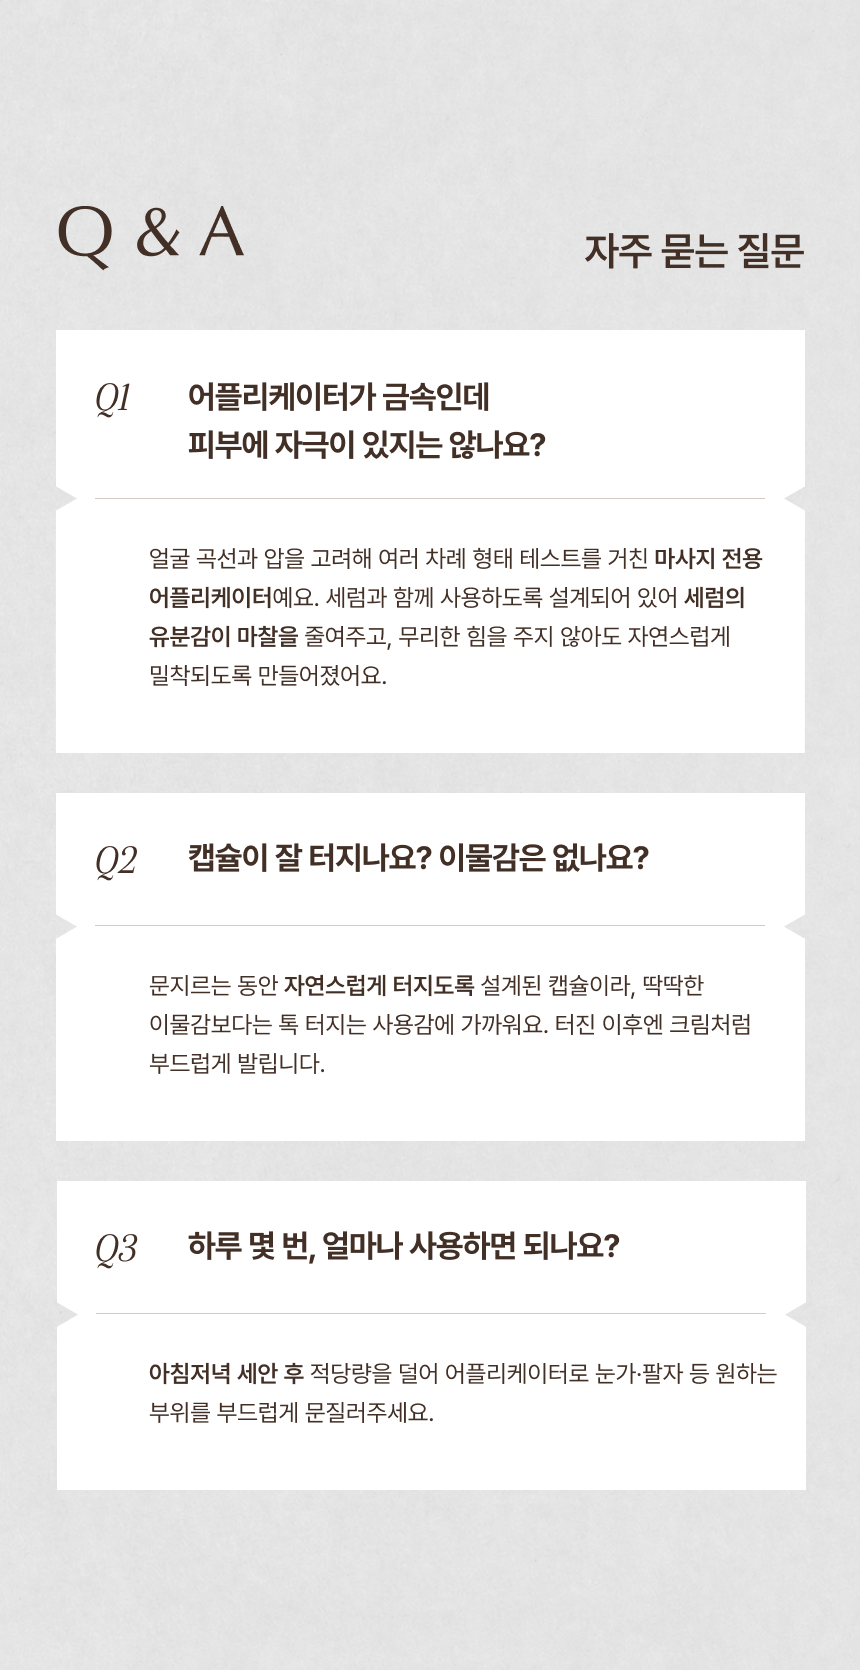 Q & A
자주 묻는 질문
Q1
어플리케이터가 금속인데
피부에 자극이 있지는 않나요?
얼굴 곡선과 압을 고려해 여러 차례 형태 테스트를 거친 마사지 전용
어플리케이터예요. 세럼과 함께 사용하도록 설계되어 있어 세럼의
유분감이 마찰을 줄여주고, 무리한 힘을 주지 않아도 자연스럽게
밀착되도록 만들어졌어요.
Q2
캡슐이 잘 터지나요? 이물감은 없나요?
문지르는 동안 자연스럽게 터지도록 설계된 캡슐이라, 딱딱한
이물감보다는 톡 터지는 사용감에 가까워요. 터진 이후엔 크림처럼
부드럽게 발립니다.
Q3
하루 몇 번, 얼마나 사용하면 되나요?
아침저녁 세안 후 적당량을 덜어 어플리케이터로 눈가·팔자 등 원하는
부위를 부드럽게 문질러주세요.